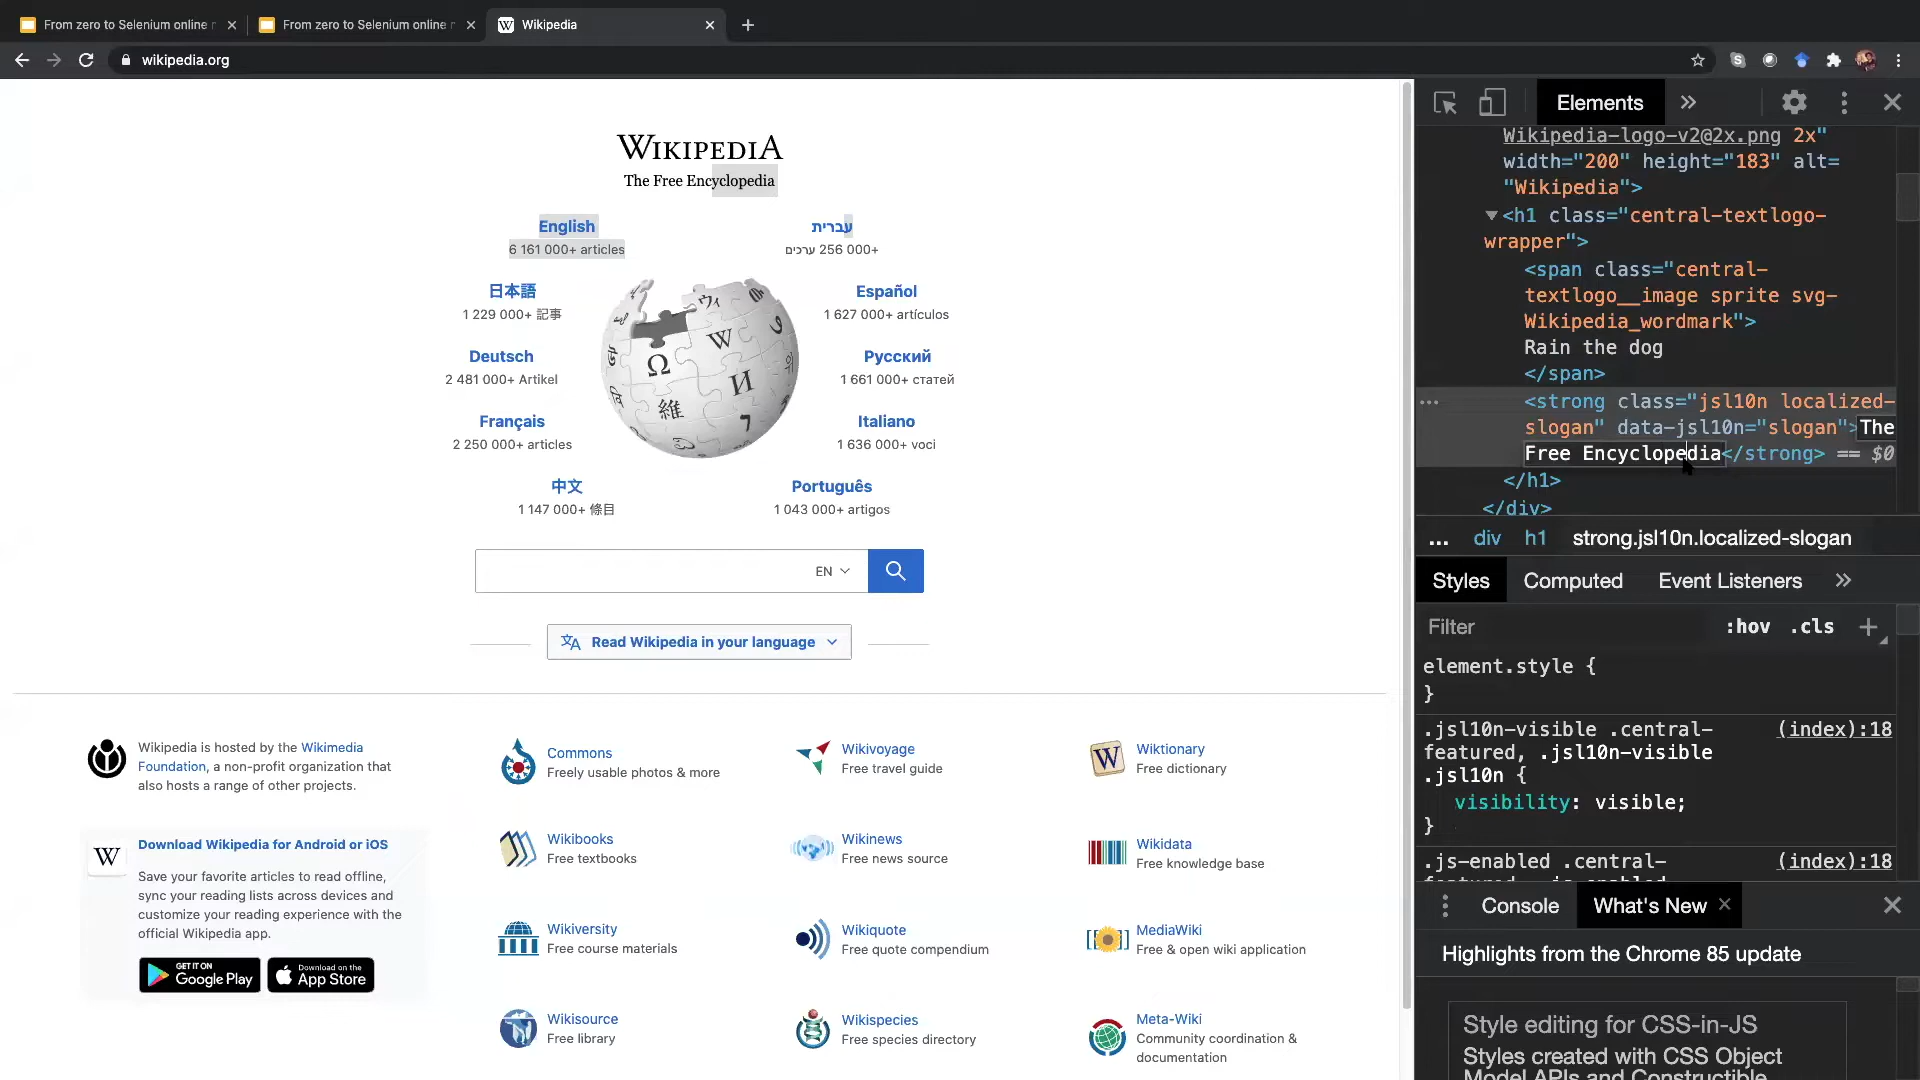 From zero to Selenium online r
From zero to Selenium online r
Wikipedia
wikipedia.org
WIKIPEDIA
The Free Encyclopedia
English
6 161 000+ articles
עברית
256 000+ ערכים
日本語
1 229 000+ 記事
Español
1 627 000+ artículos
Deutsch
2 481 000+ Artikel
Русский
1 661 000+ статей
Français
2 250 000+ articles
Italiano
1 636 000+ voci
中文
1 147 000+ 條目
Português
1 043 000+ artigos
EN
Read Wikipedia in your language
Wikipedia is hosted by the Wikimedia
Foundation, a non-profit organization that
also hosts a range of other projects.
Download Wikipedia for Android or iOS
Save your favorite articles to read offline,
sync your reading lists across devices and
customize your reading experience with the
official Wikipedia app.
GET IT ON
Google Play
Download on the
App Store
Commons
Freely usable photos & more
Wikivoyage
Free travel guide
Wiktionary
Free dictionary
Wikibooks
Free textbooks
Wikinews
Free news source
Wikidata
Free knowledge base
Wikiversity
Free course materials
Wikiquote
Free quote compendium
MediaWiki
Free & open wiki application
Wikisource
Free library
Wikispecies
Free species directory
Meta-Wiki
Community coordination &
documentation
Elements
Wikipedia-logo-v2@2x.png 2x"
width="200" height="183" alt=
"Wikipedia">
<h1 class="central-textlogo-
wrapper">
<span class="central-
textlogo__image sprite svg-
Wikipedia_wordmark">
Rain the dog
</span>
<strong class="jsl10n localized-
slogan" data-jsl10n="slogan">The
Free Encyclopedia</strong> == $0
</h1>
</div>
... div h1 strong.jsl10n.localized-slogan
Styles Computed Event Listeners
Filter :hov .cls
element.style {
}
.jsl10n-visible .central- (index):18
featured, .jsl10n-visible
.jsl10n {
visibility: visible;
}
.js-enabled .central- (index):18
Console What's New
Highlights from the Chrome 85 update
Style editing for CSS-in-JS
Styles created with CSS Object
Model APIs and Constructible